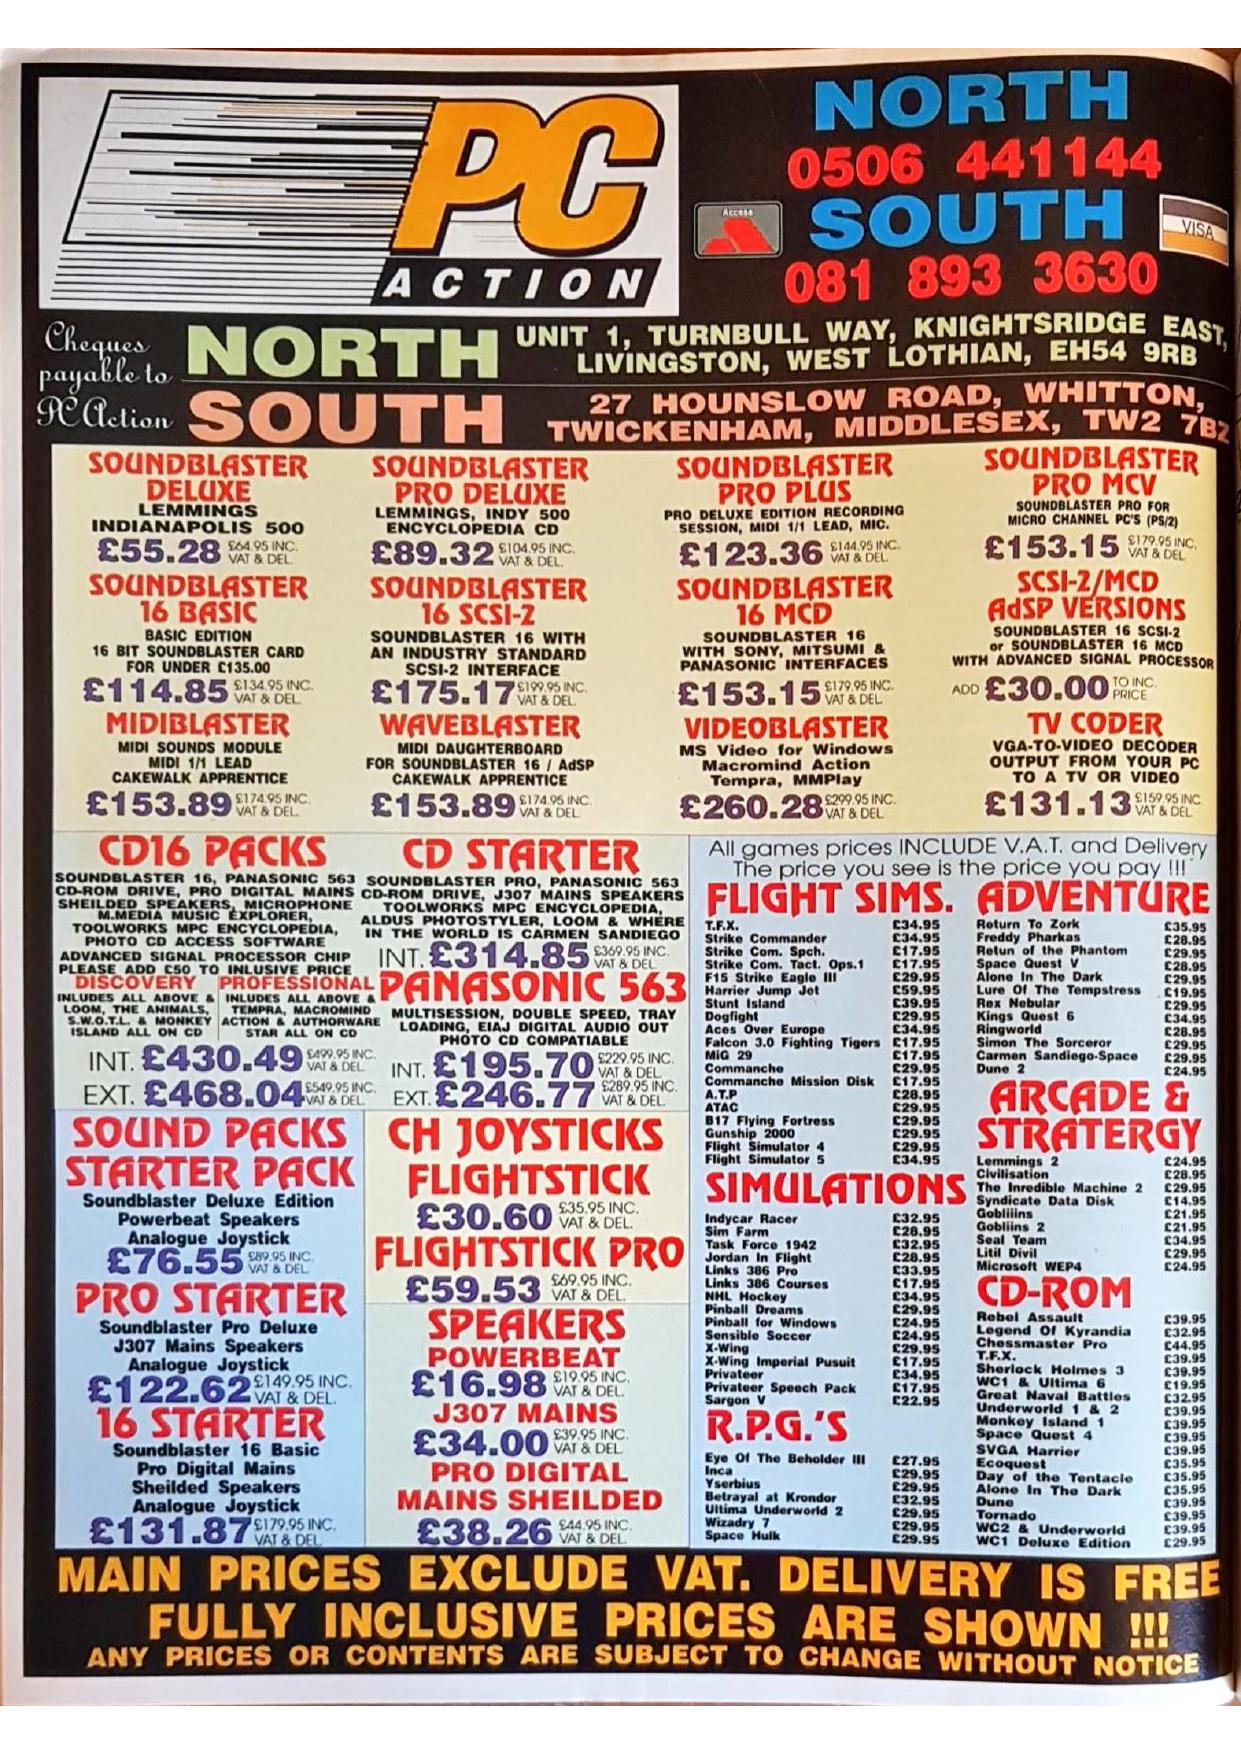 PC
ACTION
NORTH
0506 441144
Access
SOUTH
VISA
081 893 3630
Cheques
payable to
PC Action
NORTH
UNIT 1, TURNBULL WAY, KNIGHTSRIDGE EAST,
LIVINGSTON, WEST LOTHIAN, EH54 9RB
SOUTH
27 HOUNSLOW ROAD, WHITTON,
TWICKENHAM, MIDDLESEX, TW2 7BZ
SOUNDBLASTER
DELUXE
LEMMINGS
INDIANAPOLIS 500
£55.28 £64.95 INC.
VAT & DEL.
SOUNDBLASTER
PRO DELUXE
LEMMINGS, INDY 500
ENCYCLOPEDIA CD
£89.32 £104.95 INC.
VAT & DEL.
SOUNDBLASTER
PRO PLUS
PRO DELUXE EDITION RECORDING
SESSION, MIDI 1/1 LEAD, MIC.
£123.36 £144.95 INC.
VAT & DEL.
SOUNDBLASTER
PRO MCV
SOUNDBLASTER PRO FOR
MICRO CHANNEL PC'S (PS/2)
£153.15 £179.95 INC.
VAT & DEL.
SOUNDBLASTER
16 BASIC
BASIC EDITION
16 BIT SOUNDBLASTER CARD
FOR UNDER £135.00
£114.85 £134.95 INC.
VAT & DEL.
SOUNDBLASTER
16 SCSI-2
SOUNDBLASTER 16 WITH
AN INDUSTRY STANDARD
SCSI-2 INTERFACE
£175.17 £199.95 INC.
VAT & DEL.
SOUNDBLASTER
16 MCD
SOUNDBLASTER 16
WITH SONY, MITSUMI &
PANASONIC INTERFACES
£153.15 £179.95 INC.
VAT & DEL.
SCSI-2/MCD
AdSP VERSIONS
SOUNDBLASTER 16 SCSI-2
or SOUNDBLASTER 16 MCD
WITH ADVANCED SIGNAL PROCESSOR
ADD £30.00 TO INC.
PRICE
MIDIBLASTER
MIDI SOUNDS MODULE
MIDI 1/1 LEAD
CAKEWALK APPRENTICE
£153.89 £174.95 INC.
VAT & DEL.
WAVEBLASTER
MIDI DAUGHTERBOARD
FOR SOUNDBLASTER 16 / AdSP
CAKEWALK APPRENTICE
£153.89 £174.95 INC.
VAT & DEL
VIDEOBLASTER
MS Video for Windows
Macromind Action
Tempra, MMPlay
£260.28 £299.95 INC.
VAT & DEL
TV CODER
VGA-TO-VIDEO DECODER
OUTPUT FROM YOUR PC
TO A TV OR VIDEO
£131.13 £159.95 INC.
VAT & DEL
CD16 PACKS
SOUNDBLASTER 16, PANASONIC 563
CD-ROM DRIVE, PRO DIGITAL MAINS
SHEILDED SPEAKERS, MICROPHONE
M.MEDIA MUSIC EXPLORER,
TOOLWORKS MPC ENCYCLOPEDIA,
PHOTO CD ACCESS SOFTWARE
ADVANCED SIGNAL PROCESSOR CHIP
PLEASE ADD £50 TO INLUSIVE PRICE
DISCOVERY
INLUDES ALL ABOVE &
LOOM, THE ANIMALS,
S.W.O.T.L. & MONKEY
ISLAND ALL ON CD
PROFESSIONAL
INLUDES ALL ABOVE &
TEMPRA, MACROMIND
ACTION & AUTHORWARE
STAR ALL ON CD
INT. £430.49 £499.95 INC.
VAT & DEL.
EXT. £468.04 £549.95 INC.
VAT & DEL.
CD STARTER
SOUNDBLASTER PRO, PANASONIC 563
CD-ROM DRIVE, J307 MAINS SPEAKERS
TOOLWORKS MPC ENCYCLOPEDIA,
ALDUS PHOTOSTYLER, LOOM & WHERE
IN THE WORLD IS CARMEN SANDIEGO
INT. £314.85 £369.95 INC.
VAT & DEL.
PANASONIC 563
MULTISESSION, DOUBLE SPEED, TRAY
LOADING, EIAJ DIGITAL AUDIO OUT
PHOTO CD COMPATIABLE
INT. £195.70 £229.95 INC.
VAT & DEL
EXT. £246.77 £289.95 INC.
VAT & DEL.
SOUND PACKS
STARTER PACK
Soundblaster Deluxe Edition
Powerbeat Speakers
Analogue Joystick
£76.55 £89.95 INC.
VAT & DEL
PRO STARTER
Soundblaster Pro Deluxe
J307 Mains Speakers
Analogue Joystick
£122.62 £149.95 INC.
VAT & DEL.
16 STARTER
Soundblaster 16 Basic
Pro Digital Mains
Sheilded Speakers
Analogue Joystick
£131.87 £179.95 INC.
VAT & DEL
CH JOYSTICKS
FLIGHTSTICK
£30.60 £35.95 INC.
VAT & DEL.
FLIGHTSTICK PRO
£59.53 £69.95 INC.
VAT & DEL.
SPEAKERS
POWERBEAT
£16.98 £19.95 INC.
VAT & DEL
J307 MAINS
£34.00 £39.95 INC.
VAT & DEL
PRO DIGITAL
MAINS SHEILDED
£38.26 £44.95 INC.
VAT & DEL
All games prices INCLUDE V.A.T. and Delivery
The price you see is the price you pay !!!
FLIGHT SIMS.
T.F.X. £34.95
Strike Commander £34.95
Strike Com. Spch. £17.95
Strike Com. Tact. Ops.1 £17.95
F15 Strike Eagle III £29.95
Harrier Jump Jet £59.95
Stunt Island £39.95
Dogfight £29.95
Aces Over Europe £34.95
Falcon 3.0 Fighting Tigers £17.95
MiG 29 £17.95
Commanche £29.95
Commanche Mission Disk £17.95
A.T.P £28.95
ATAC £29.95
B17 Flying Fortress £29.95
Gunship 2000 £29.95
Flight Simulator 4 £29.95
Flight Simulator 5 £34.95
SIMULATIONS
Indycar Racer £32.95
Sim Farm £28.95
Task Force 1942 £32.95
Jordan In Flight £28.95
Links 386 Pro £33.95
Links 386 Courses £17.95
NHL Hockey £34.95
Pinball Dreams £29.95
Pinball for Windows £24.95
Sensible Soccer £24.95
X-Wing £29.95
X-Wing Imperial Pusuit £17.95
Privateer £34.95
Privateer Speech Pack £17.95
Sargon V £22.95
R.P.G.'S
Eye Of The Beholder III £27.95
Inca £29.95
Yserbius £29.95
Betrayal at Krondor £32.95
Ultima Underworld 2 £29.95
Wizadry 7 £29.95
Space Hulk £29.95
ADVENTURE
Return To Zork £35.95
Freddy Pharkas £28.95
Retun of the Phantom £29.95
Space Quest V £28.95
Alone In The Dark £29.95
Lure Of The Tempstress £19.95
Rex Nebular £29.95
Kings Quest 6 £34.95
Ringworld £28.95
Simon The Sorceror £29.95
Carmen Sandiego-Space £29.95
Dune 2 £24.95
ARCADE &
STRATERGY
Lemmings 2 £24.95
Civilisation £28.95
The Inredible Machine 2 £29.95
Syndicate Data Disk £14.95
Gobliiins £21.95
Gobliins 2 £21.95
Seal Team £34.95
Litil Divil £29.95
Microsoft WEP4 £24.95
CD-ROM
Rebel Assault £39.95
Legend Of Kyrandia £32.95
Chessmaster Pro £44.95
T.F.X. £39.95
Sherlock Holmes 3 £39.95
WC1 & Ultima 6 £19.95
Great Naval Battles £32.95
Underworld 1 & 2 £39.95
Monkey Island 1 £39.95
Space Quest 4 £39.95
SVGA Harrier £39.95
Ecoquest £35.95
Day of the Tentacle £35.95
Alone In The Dark £35.95
Dune £39.95
Tornado £39.95
WC2 & Underworld £39.95
WC1 Deluxe Edition £29.95
MAIN PRICES EXCLUDE VAT. DELIVERY IS FREE
FULLY INCLUSIVE PRICES ARE SHOWN !!!
ANY PRICES OR CONTENTS ARE SUBJECT TO CHANGE WITHOUT NOTICE